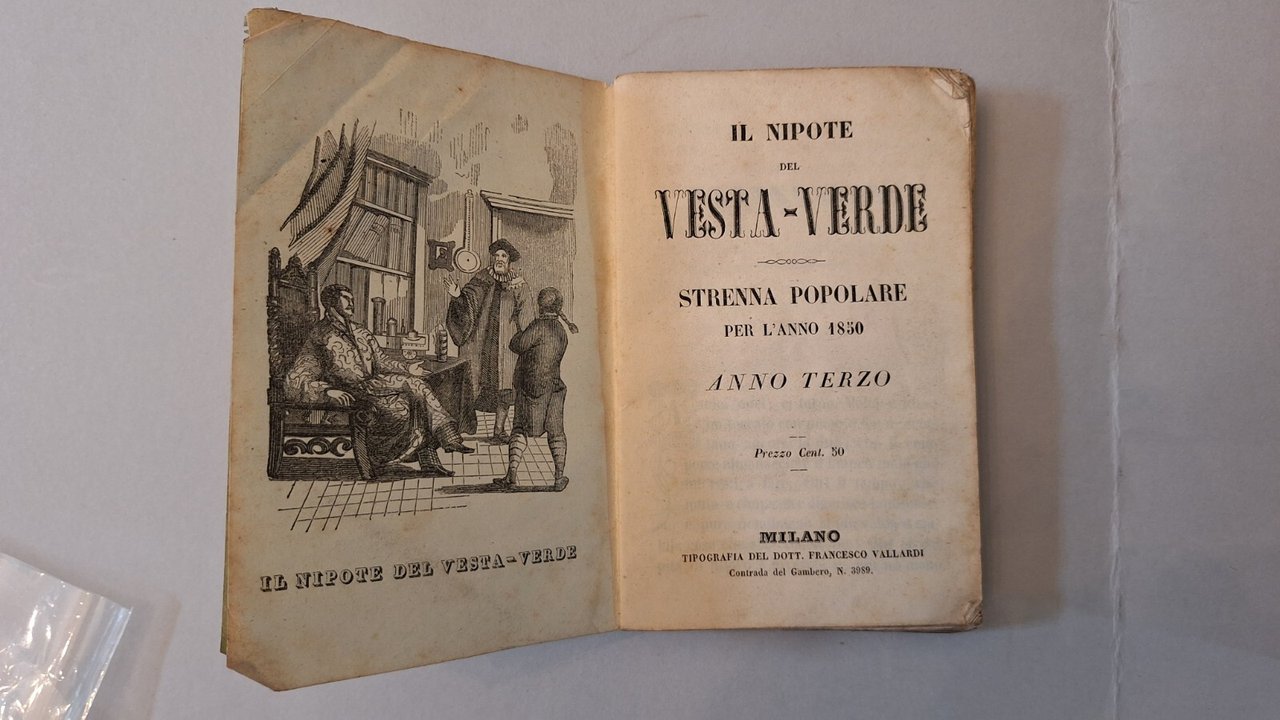 IL NIPOTE DEL VESTA-VERDE
IL NIPOTE
DEL
VESTA-VERDE
STRENNA POPOLARE
PER L'ANNO 1850
ANNO TERZO
Prezzo Cent. 50
MILANO
TIPOGRAFIA DEL DOTT. FRANCESCO VALLARDI
Contrada del Gambero, N. 3989.